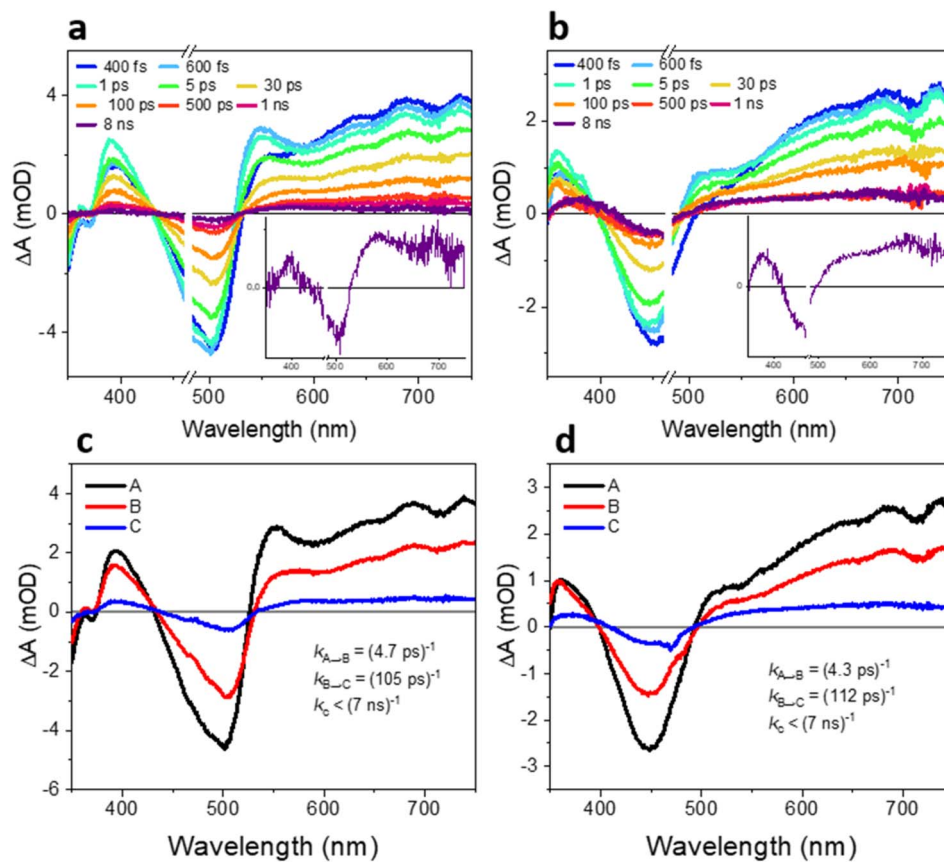 a
400 fs 600 fs
1 ps 5 ps 30 ps
100 ps 500 ps 1 ns
8 ns
4
0
-4
ΔA (mOD)
0,0
400 500 600 700
400 500 600 700
Wavelength (nm)
b
400 fs 600 fs
1 ps 5 ps 30 ps
100 ps 500 ps 1 ns
8 ns
2
0
-2
ΔA (mOD)
0
400 500 600 700
400 500 600 700
Wavelength (nm)
c
A
B
C
4
2
0
-2
-4
-6
ΔA (mOD)
kA→B = (4.7 ps)-1
kB→C = (105 ps)-1
kc < (7 ns)-1
400 500 600 700
Wavelength (nm)
d
A
B
C
3
2
1
0
-1
-2
-3
ΔA (mOD)
kA→B = (4.3 ps)-1
kB→C = (112 ps)-1
kc < (7 ns)-1
400 500 600 700
Wavelength (nm)